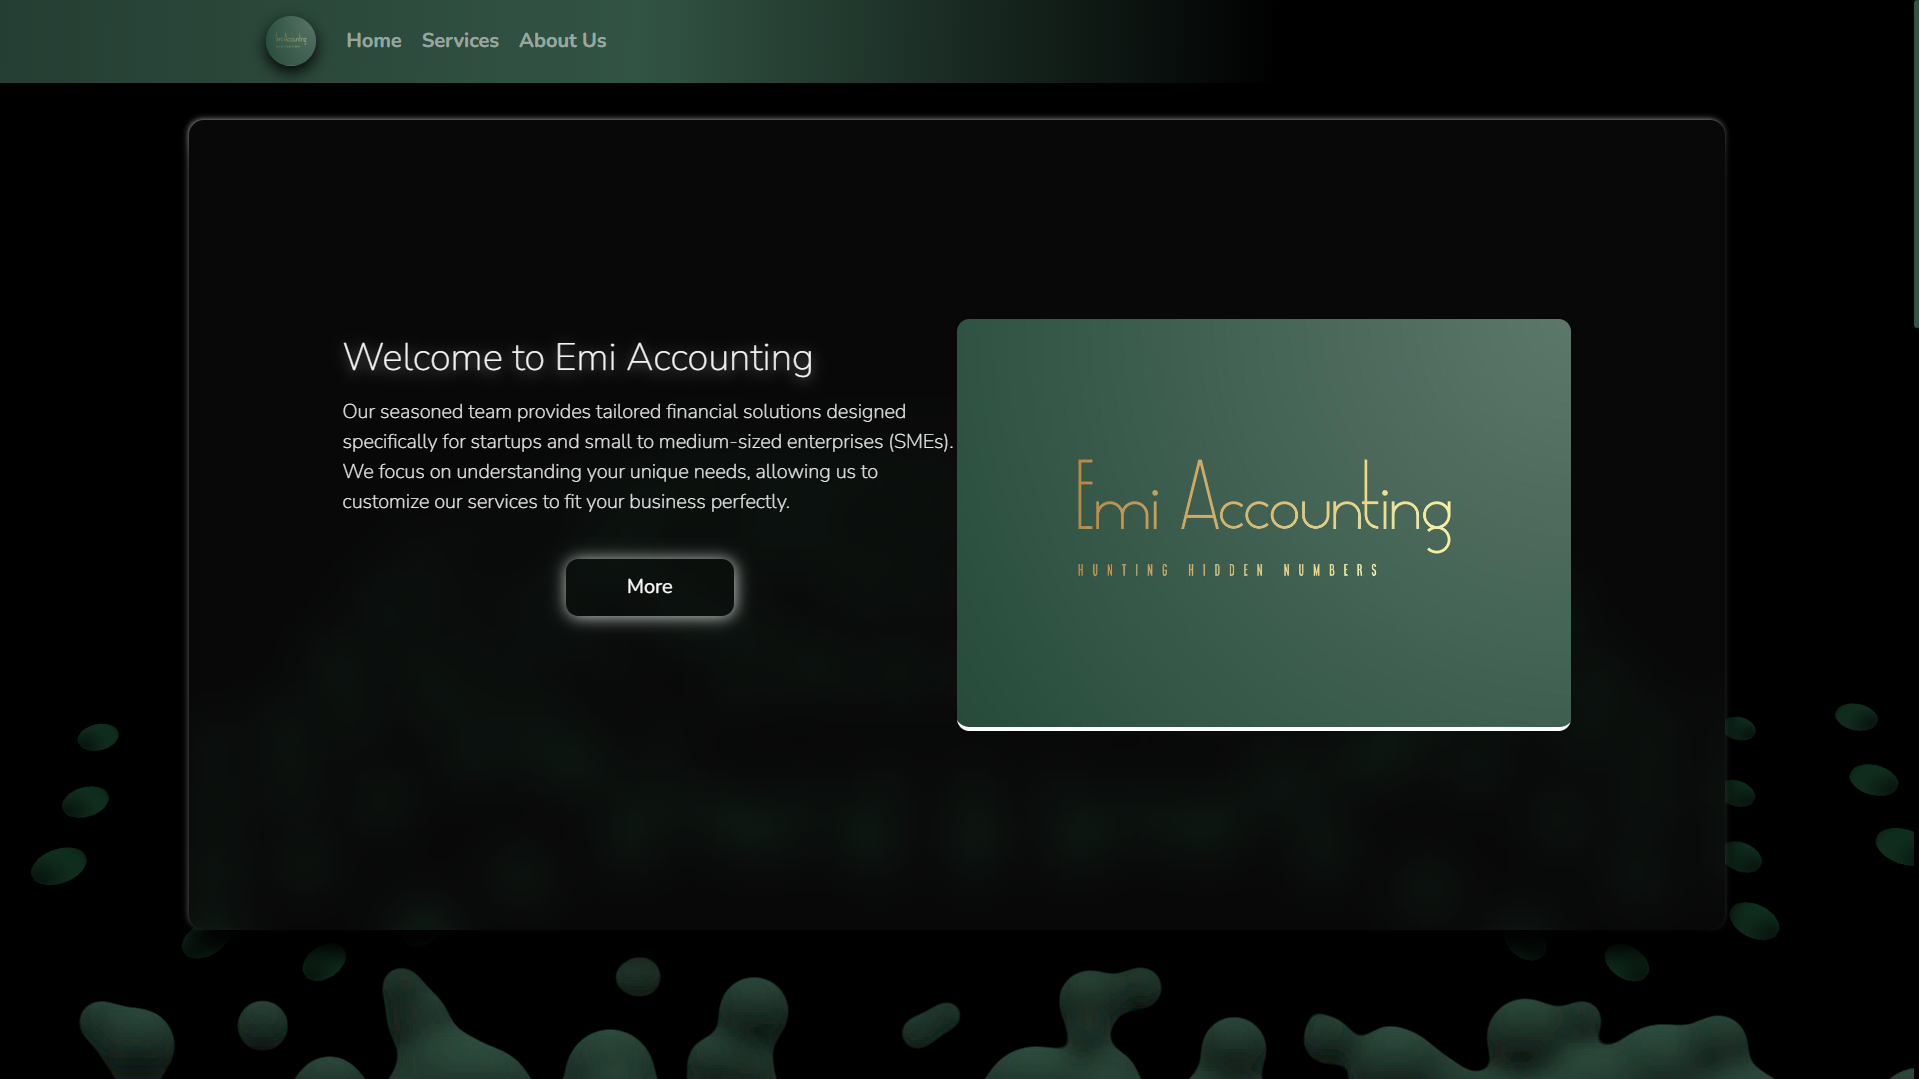 Emi Accounting
Home Services About Us
Welcome to Emi Accounting
Our seasoned team provides tailored financial solutions designed
specifically for startups and small to medium-sized enterprises (SMEs).
We focus on understanding your unique needs, allowing us to
customize our services to fit your business perfectly.
More
Emi Accounting
HUNTING HIDDEN NUMBERS